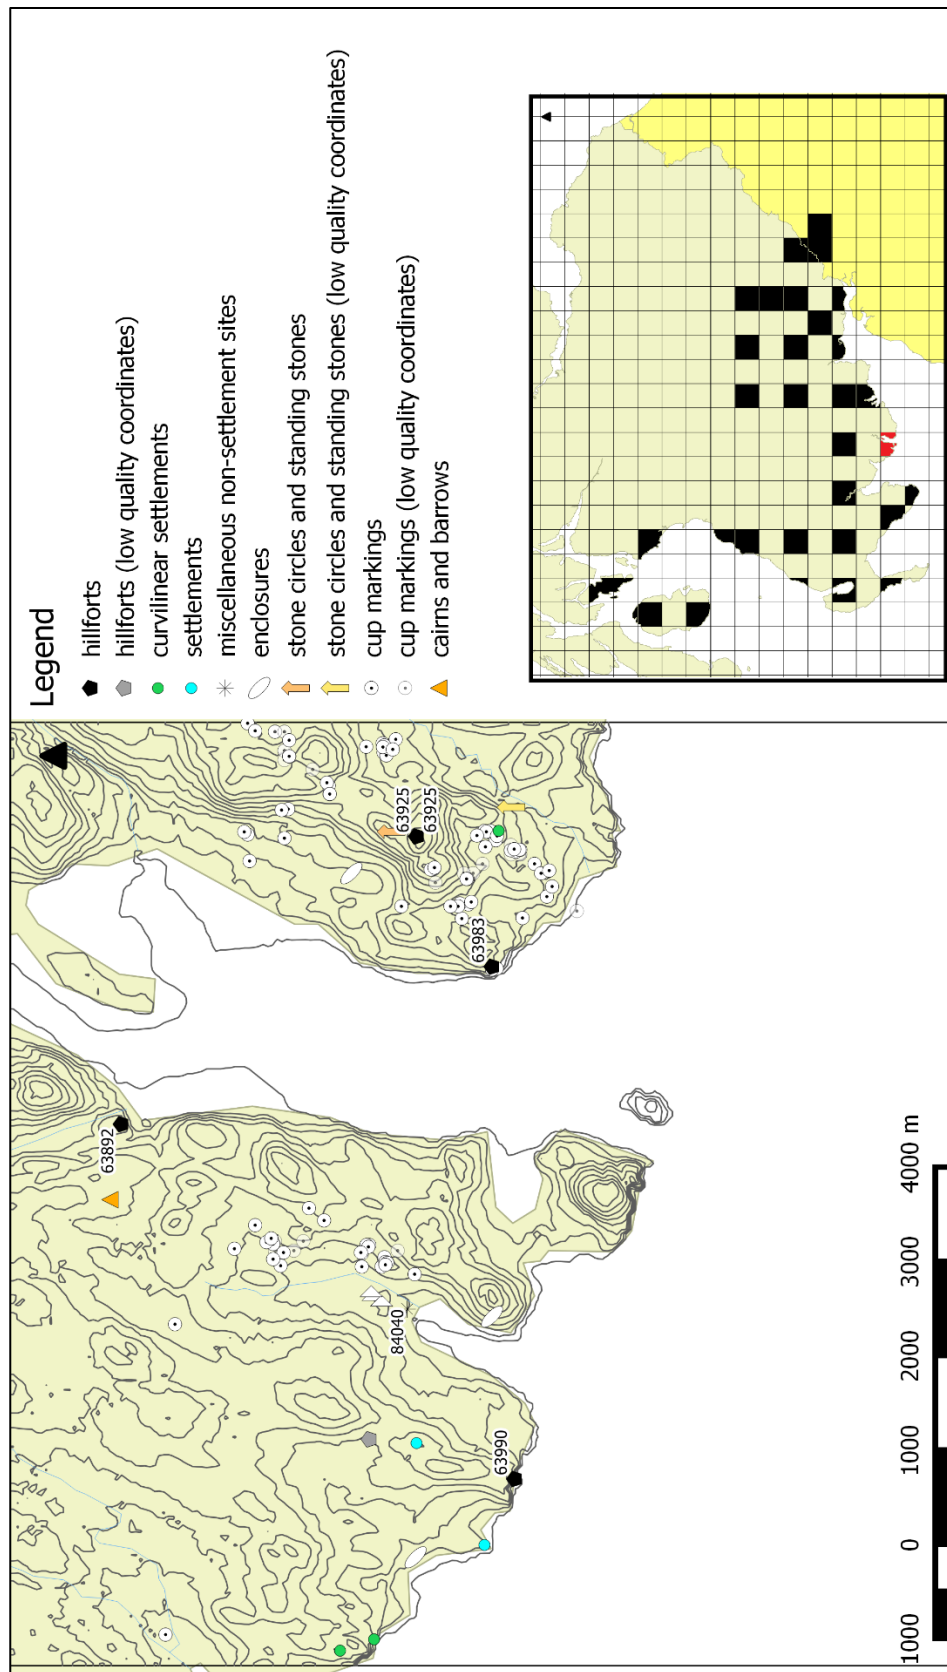 Legend
hillforts
hillforts (low quality coordinates)
curvilinear settlements
settlements
miscellaneous non-settlement sites
enclosures
stone circles and standing stones
stone circles and standing stones (low quality coordinates)
cup markings
cup markings (low quality coordinates)
cairns and barrows
63892
63925
63925
63983
84040
63990
1000 0 1000 2000 3000 4000 m